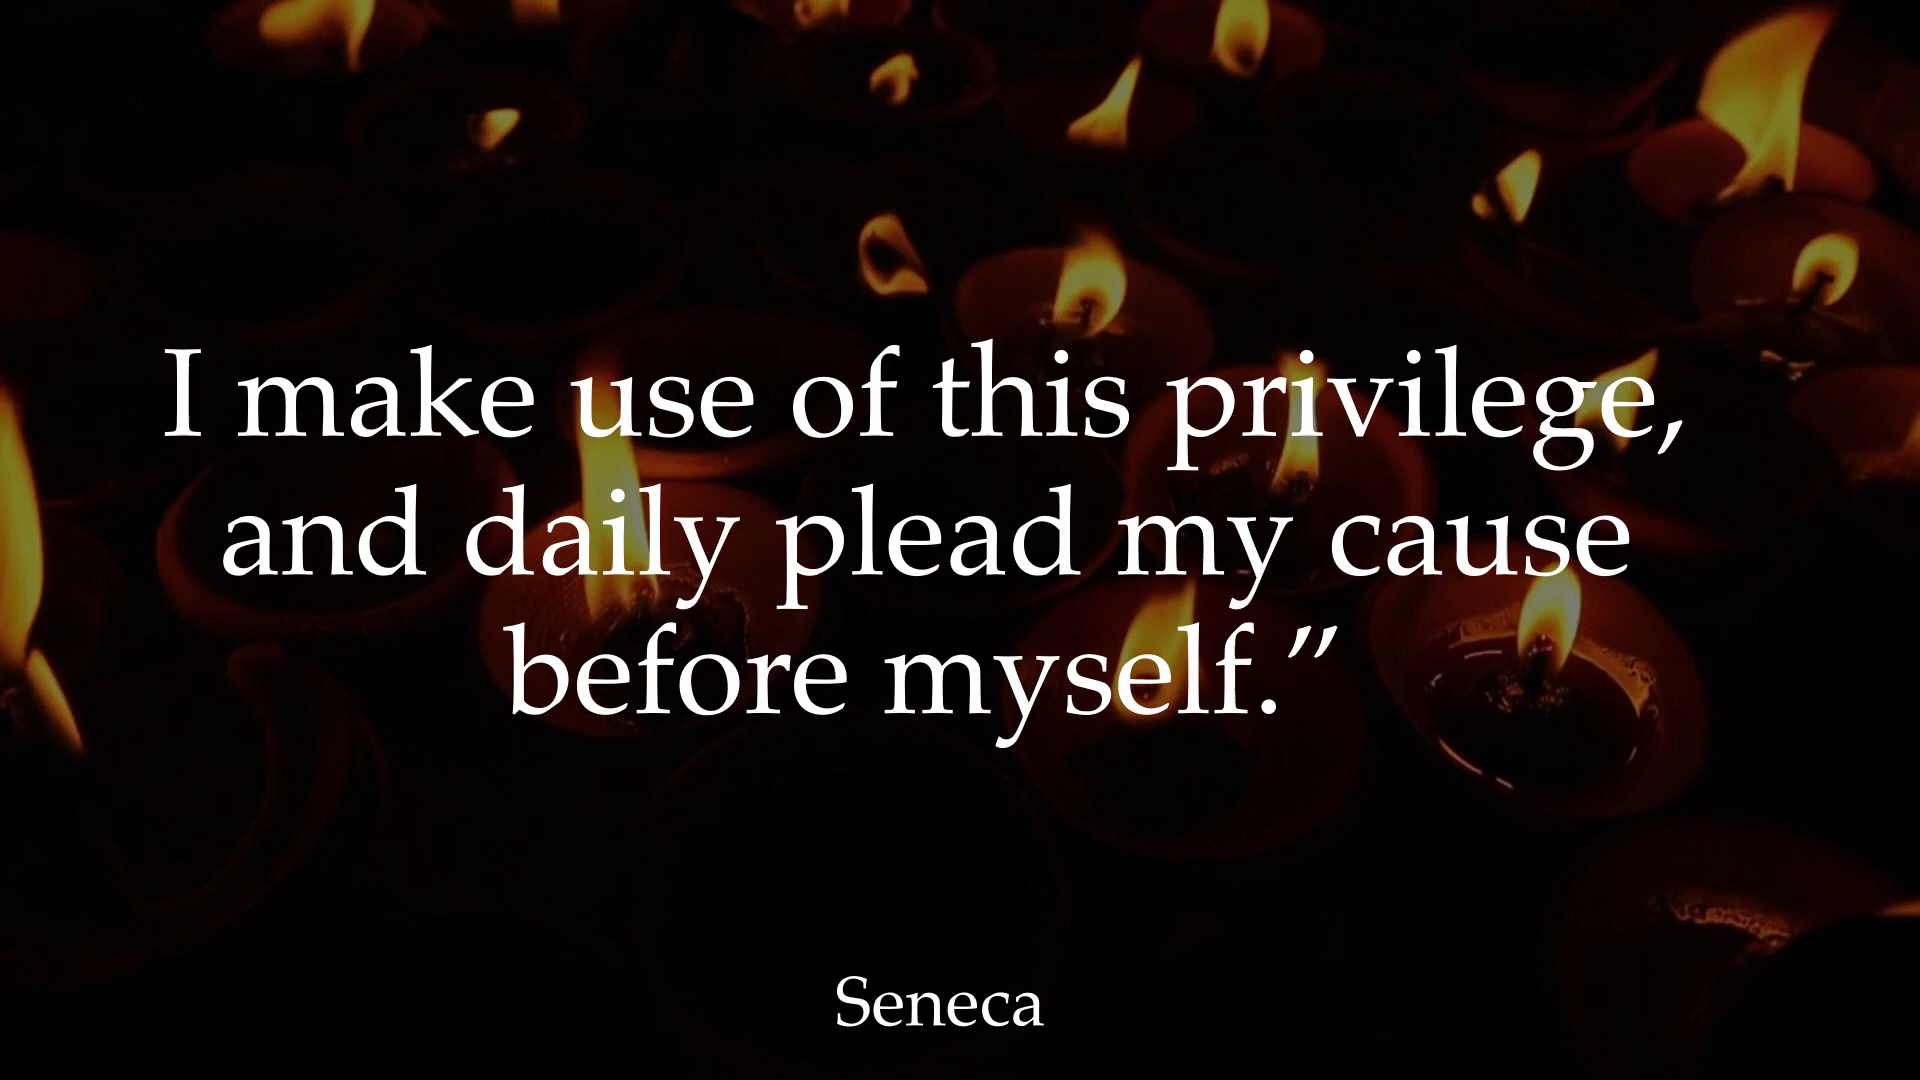 I make use of this privilege,
and daily plead my cause
before myself.”
Seneca